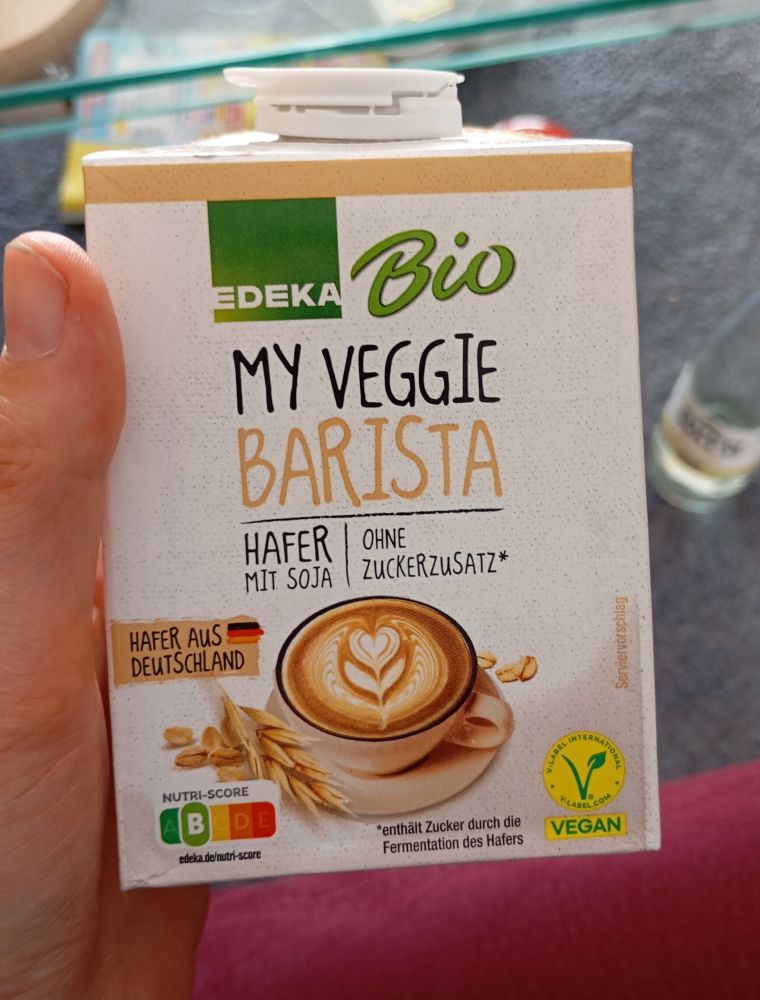 EDEKA Bio
MY VEGGIE
BARISTA
HAFER
MIT SOJA
OHNE
ZUCKERZUSATZ*
HAFER AUS
DEUTSCHLAND
Serviervorschlag
NUTRI-SCORE
A B C D E
edeka.de/nutri-score
*enthält Zucker durch die
Fermentation des Hafers
V-LABEL INTERNATIONAL
V-LABEL.COM
VEGAN